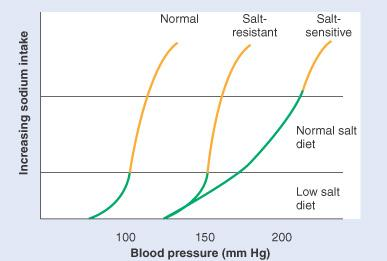 Normal
Salt-
resistant
Salt-
sensitive
Increasing sodium intake
Normal salt
diet
Low salt
diet
100
150
200
Blood pressure (mm Hg)